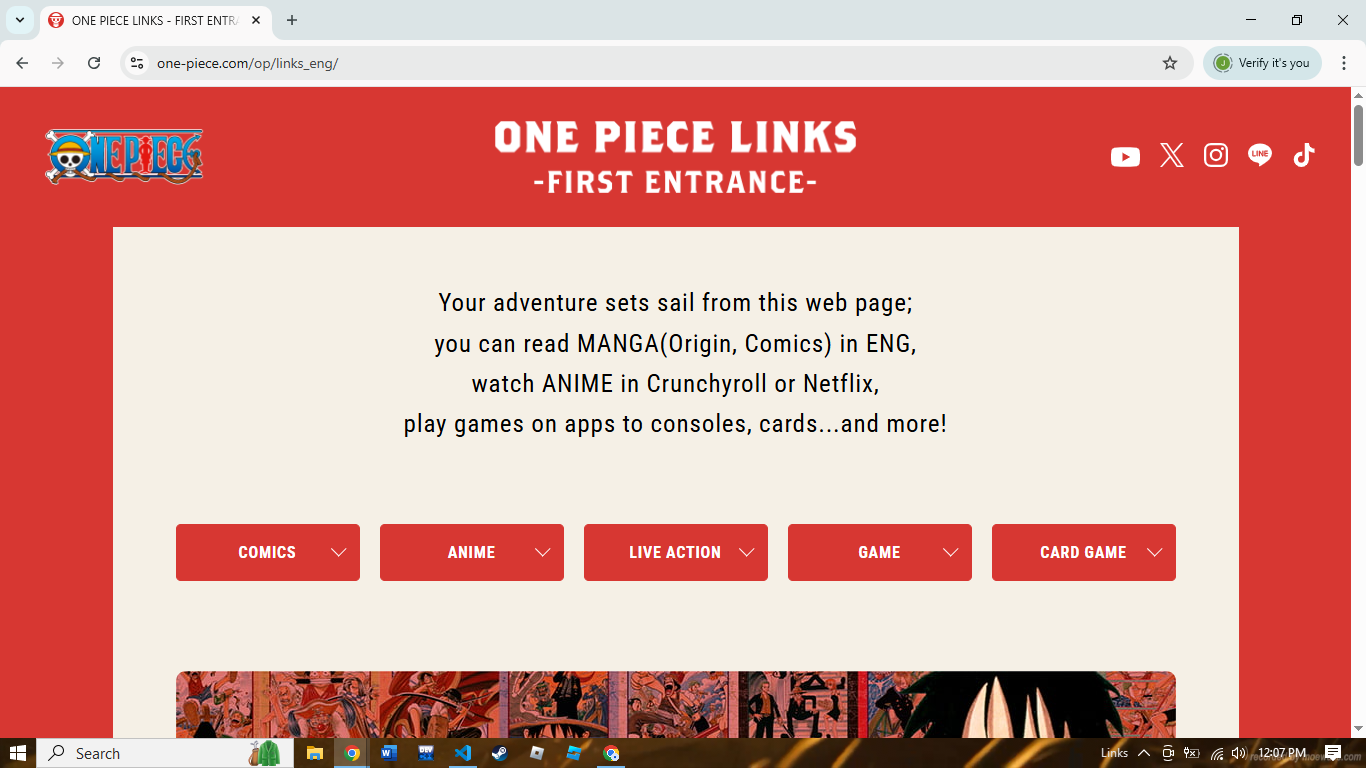 ONE PIECE LINKS - FIRST ENTRA
one-piece.com/op/links_eng/
J
Verify it's you
ONE PIECE
ONE PIECE LINKS
-FIRST ENTRANCE-
LINE
Your adventure sets sail from this web page;
you can read MANGA(Origin, Comics) in ENG,
watch ANIME in Crunchyroll or Netflix,
play games on apps to consoles, cards...and more!
COMICS
ANIME
LIVE ACTION
GAME
CARD GAME
Search
W
DEV
Links
12:07 PM